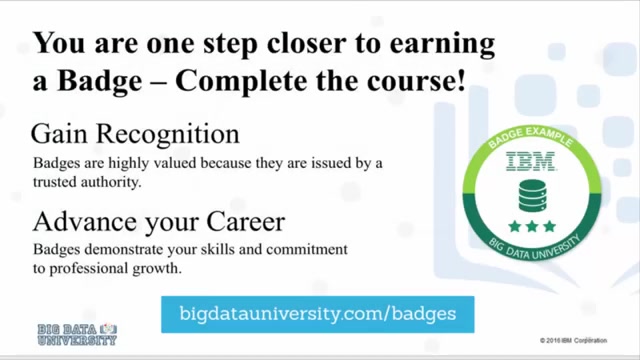 You are one step closer to earning
a Badge – Complete the course!
Gain Recognition
Badges are highly valued because they are issued by a
trusted authority.
BADGE EXAMPLE
IBM
BIG DATA UNIVERSITY
Advance your Career
Badges demonstrate your skills and commitment
to professional growth.
bigdatauniversity.com/badges
BIG DATA
UNIVERSITY
© 2016 IBM Corporation